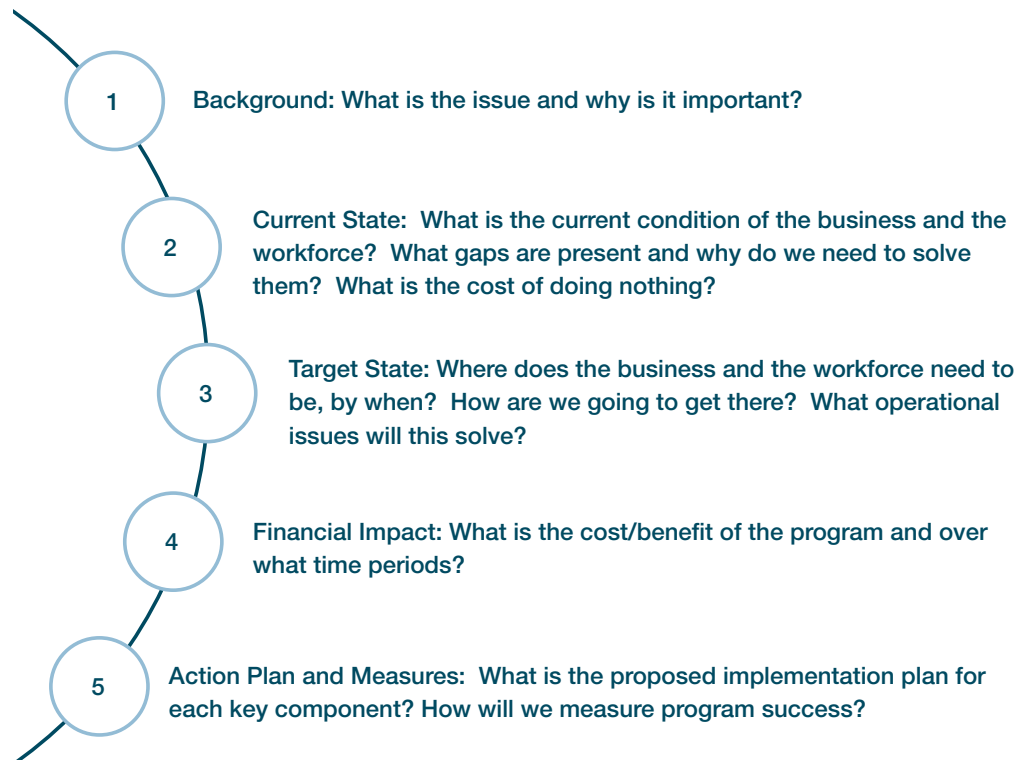 1
Background: What is the issue and why is it important?
2
Current State:  What is the current condition of the business and the
workforce?  What gaps are present and why do we need to solve
them?  What is the cost of doing nothing?
3
Target State: Where does the business and the workforce need to
be, by when?  How are we going to get there?  What operational
issues will this solve?
4
Financial Impact: What is the cost/benefit of the program and over
what time periods?
5
Action Plan and Measures:  What is the proposed implementation plan for
each key component? How will we measure program success?